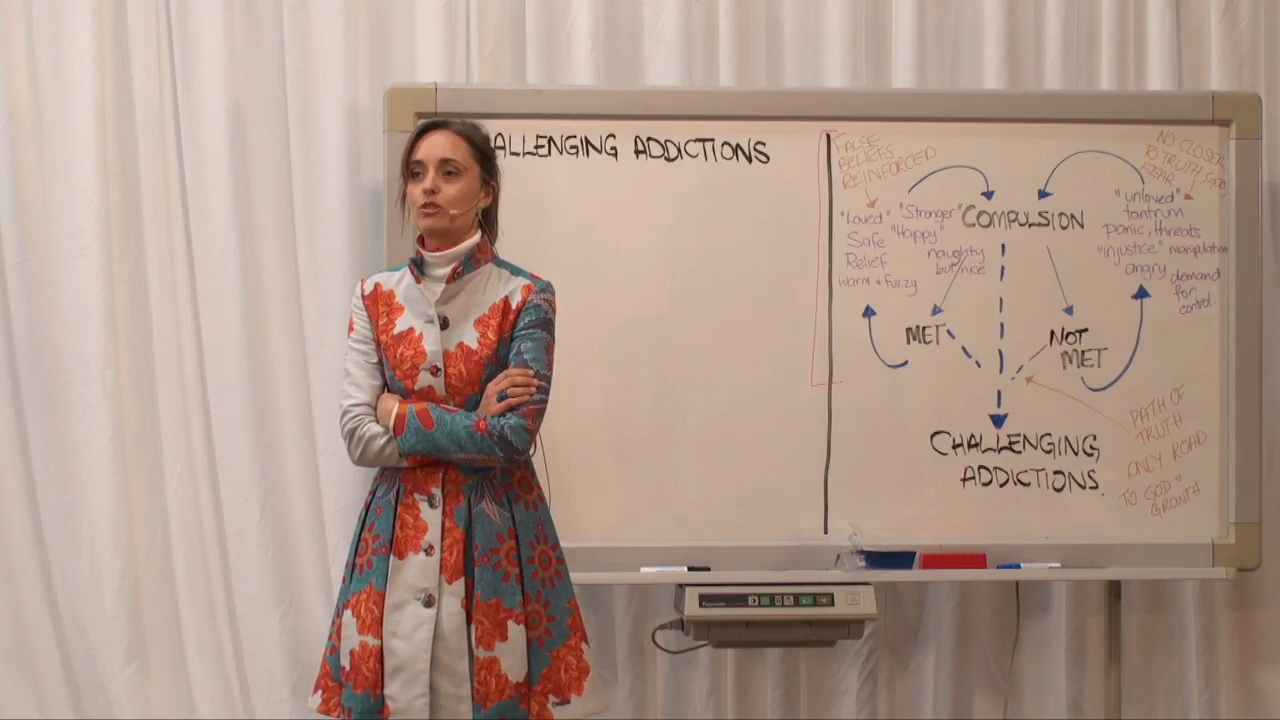 ALLENGING ADDICTIONS
FALSE
BELIEFS
REINFORCED
"Loved"
Safe
Relief
warm + fuzzy
"Stronger"
"Happy"
naughty
but nice
COMPULSION
NO CLOSER
TO TRUTH, GOD,
FEAR
"unloved"
tantrum
panic, threats
"injustice" manipulation
angry demand
for
control.
MET
NOT
MET
CHALLENGING
ADDICTIONS.
PATH OF
TRUTH
ONLY ROAD
TO GOD +
GROWTH
Panasonic